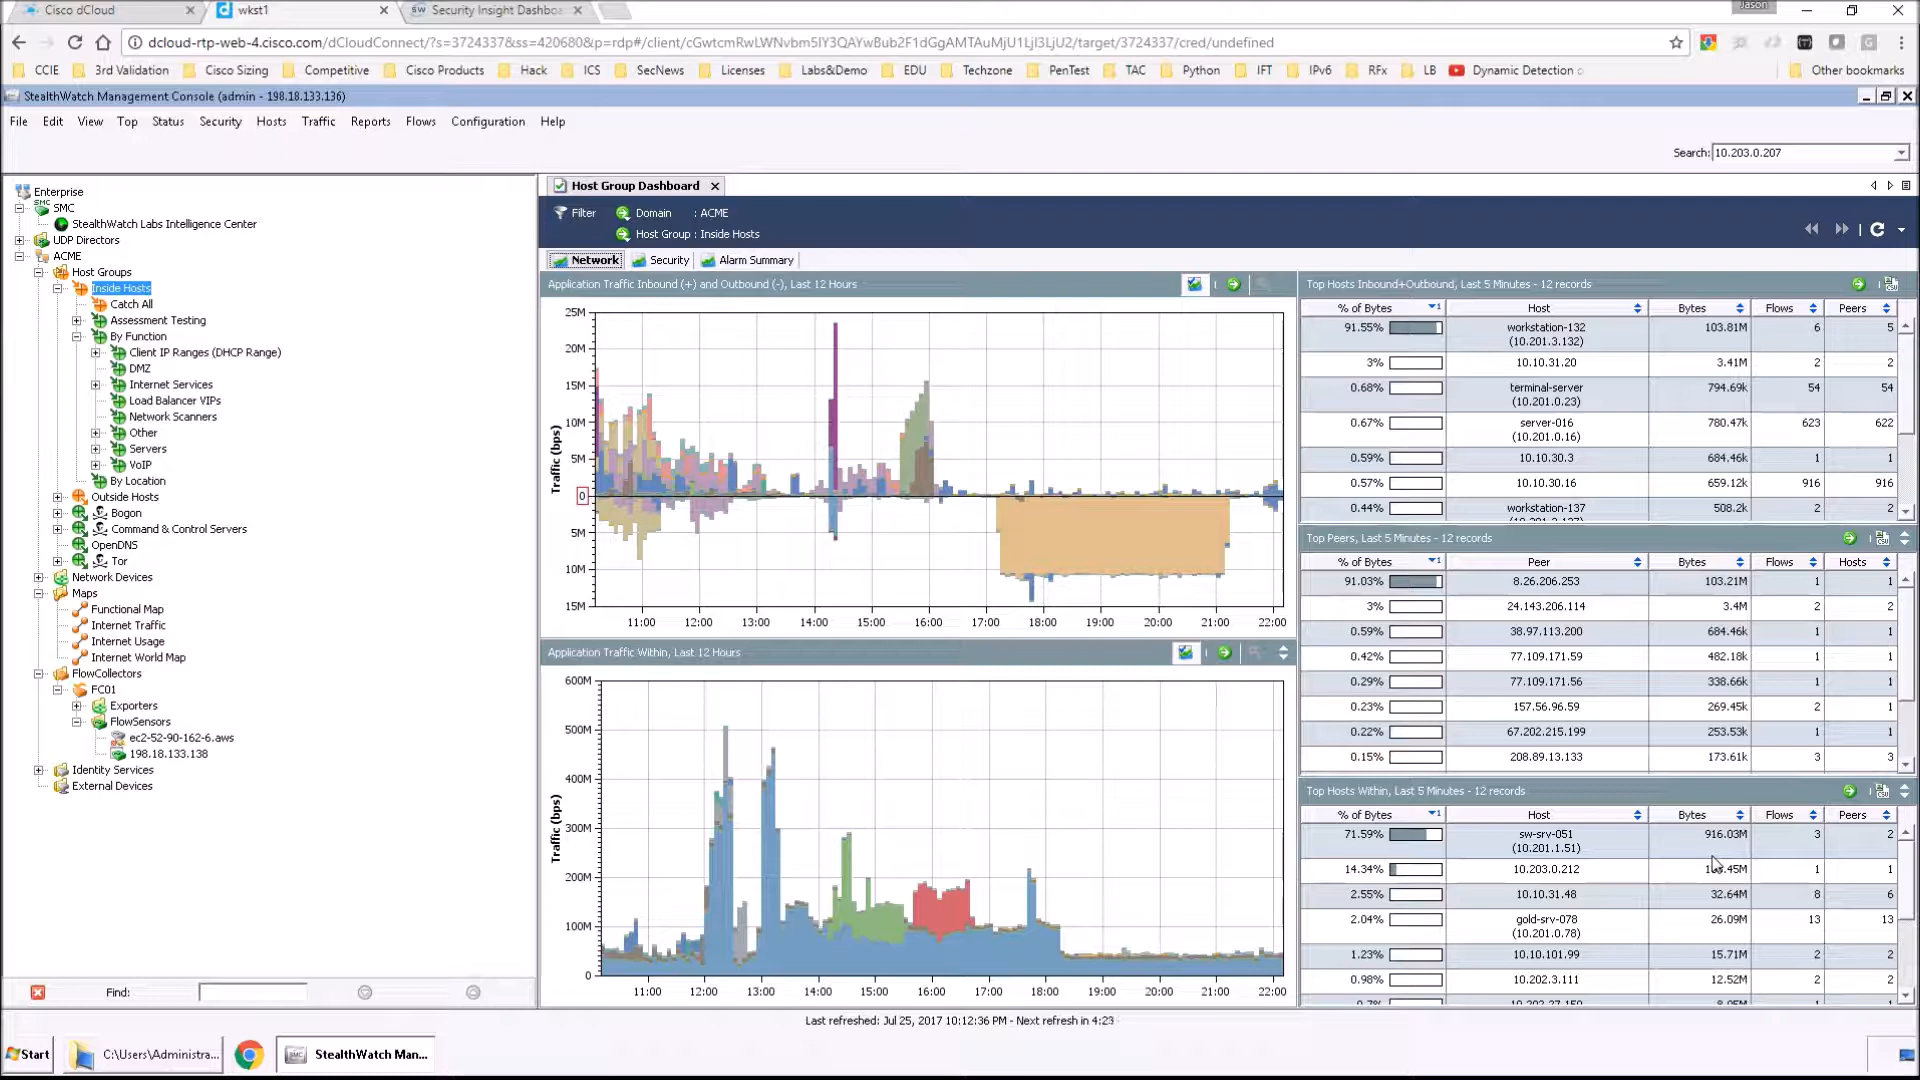 Cisco dCloud
wkst1
Security Insight Dashbo
Jason
dcloud-rtp-web-4.cisco.com/dCloudConnect/?s=3724337&ss=420680&p=rdp#/client/cGwtcmRwLWNvbm5lY3QAYwBub2F1dGgAMTAuMjU1LjI3LjU2/target/3724337/cred/undefined
CCIE 3rd Validation Cisco Sizing Competitive Cisco Products Hack ICS SecNews Licenses Labs&Demo EDU Techzone PenTest TAC Python IFT IPv6 RFx LB Dynamic Detection Other bookmarks
StealthWatch Management Console (admin - 198.18.133.136)
File Edit View Top Status Security Hosts Traffic Reports Flows Configuration Help
Search: 10.203.0.207
Enterprise
SMC
StealthWatch Labs Intelligence Center
UDP Directors
ACME
Host Groups
Inside Hosts
Catch All
Assessment Testing
By Function
Client IP Ranges (DHCP Range)
DMZ
Internet Services
Load Balancer VIPs
Network Scanners
Other
Servers
VoIP
By Location
Outside Hosts
Bogon
Command & Control Servers
OpenDNS
Tor
Network Devices
Maps
Functional Map
Internet Traffic
Internet Usage
Internet World Map
FlowCollectors
FC01
Exporters
FlowSensors
ec2-52-90-162-6.aws
198.18.133.138
Identity Services
External Devices
Find:
Host Group Dashboard
Filter Domain : ACME
Host Group : Inside Hosts
Network Security Alarm Summary
Application Traffic Inbound (+) and Outbound (-), Last 12 Hours
Traffic (bps)
25M
20M
15M
10M
5M
0
5M
10M
15M
11:00 12:00 13:00 14:00 15:00 16:00 17:00 18:00 19:00 20:00 21:00 22:00
Application Traffic Within, Last 12 Hours
Traffic (bps)
600M
500M
400M
300M
200M
100M
0
11:00 12:00 13:00 14:00 15:00 16:00 17:00 18:00 19:00 20:00 21:00 22:00
Top Hosts Inbound+Outbound, Last 5 Minutes - 12 records
% of Bytes 1 Host Bytes Flows Peers
91.55% workstation-132 103.81M 6 5
(10.201.3.132)
3% 10.10.31.20 3.41M 2 2
0.68% terminal-server 794.69k 54 54
(10.201.0.23)
0.67% server-016 780.47k 623 622
(10.201.0.16)
0.59% 10.10.30.3 684.46k 1 1
0.57% 10.10.30.16 659.12k 916 916
0.44% workstation-137 508.2k 2 2
Top Peers, Last 5 Minutes - 12 records
% of Bytes 1 Peer Bytes Flows Hosts
91.03% 8.26.206.253 103.21M 1 1
3% 24.143.206.114 3.4M 2 2
0.59% 38.97.113.200 684.46k 1 1
0.42% 77.109.171.59 482.18k 1 1
0.29% 77.109.171.56 338.66k 1 1
0.23% 157.56.96.59 269.45k 2 1
0.22% 67.202.215.199 253.53k 1 1
0.15% 208.89.13.133 173.61k 3 3
Top Hosts Within, Last 5 Minutes - 12 records
% of Bytes 1 Host Bytes Flows Peers
71.59% sw-srv-051 916.03M 3 2
(10.201.1.51)
14.34% 10.203.0.212 1 1
2.55% 10.10.31.48 32.64M 8 6
2.04% gold-srv-078 26.09M 13 13
(10.201.0.78)
1.23% 10.10.101.99 15.71M 2 2
0.98% 10.202.3.111 12.52M 2 2
Last refreshed: Jul 25, 2017 10:12:36 PM - Next refresh in 4:23
Start C:\Users\Administra... StealthWatch Man...